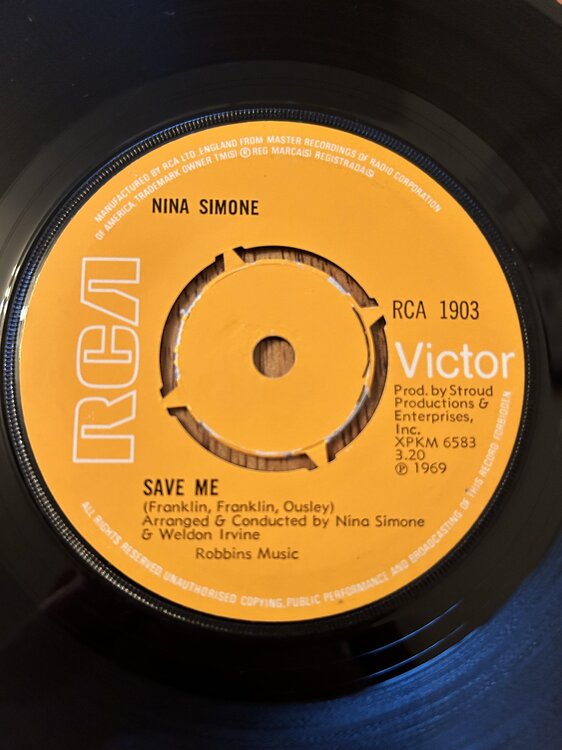 MANUFACTURED BY RCA LTD. ENGLAND FROM MASTER RECORDINGS OF RADIO CORPORATION
OF AMERICA. TRADEMARK OWNER TM(S) ® REG MARCA(S) REGISTRADA(S)
NINA SIMONE
RCA
RCA 1903
Victor
Prod. by Stroud
Productions &
Enterprises,
Inc.
XPKM 6583
3.20
℗ 1969
SAVE ME
(Franklin, Franklin, Ousley)
Arranged & Conducted by Nina Simone
& Weldon Irvine
Robbins Music
ALL RIGHTS RESERVED. UNAUTHORISED COPYING, PUBLIC PERFORMANCE AND BROADCASTING OF THIS RECORD FORBIDDEN